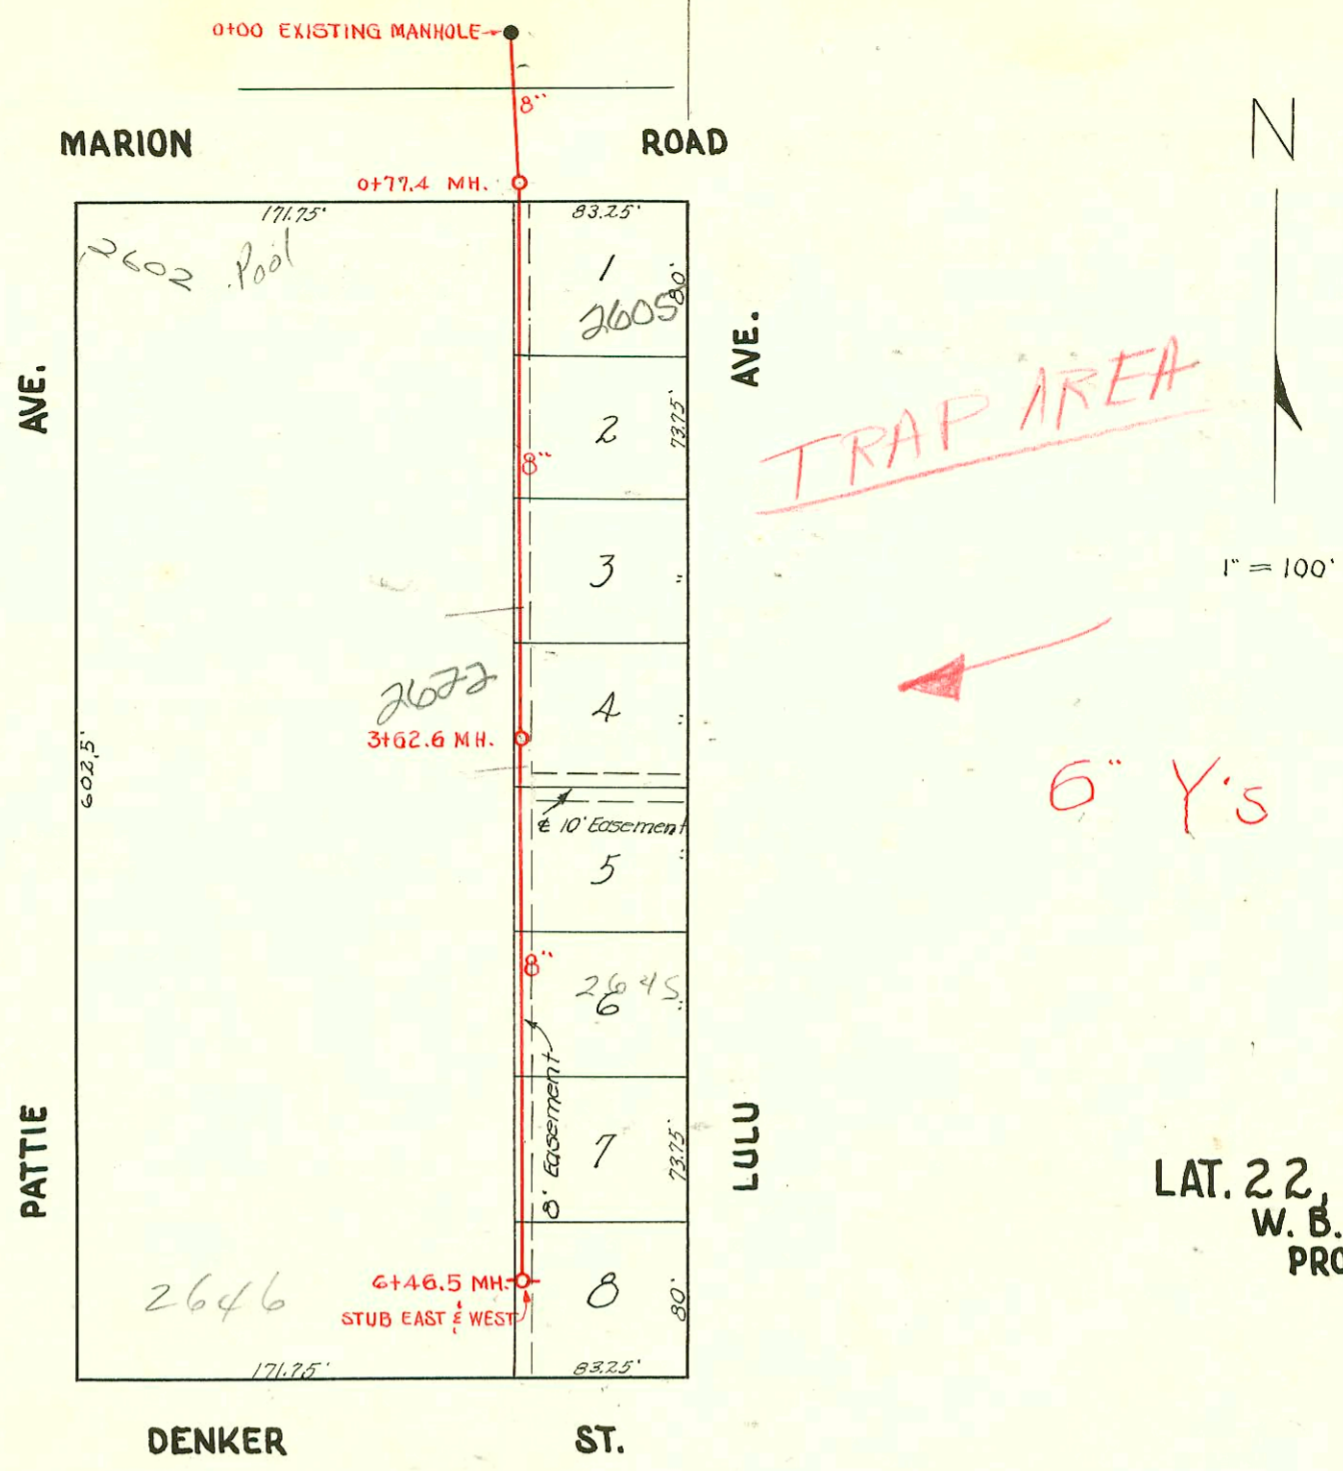 0+00 EXISTING MANHOLE
8"
N
MARION ROAD
0+77.4 MH.
171.75' 83.25'
2602 Pool
1
80'
2605
AVE.
AVE.
TRAP AREA
2
73.75'
8"
3
"
1" = 100'
2622
4
"
3+62.6 MH.
602.5'
6" Y's
℄ 10' Easement
5
"
8"
2645
6
"
8' Easement
PATTIE
LULU
7
73.75'
LAT. 22,
W. B.
PRO
6+46.5 MH.
STUB EAST & WEST
2646
8
80'
171.75' 83.25'
DENKER ST.